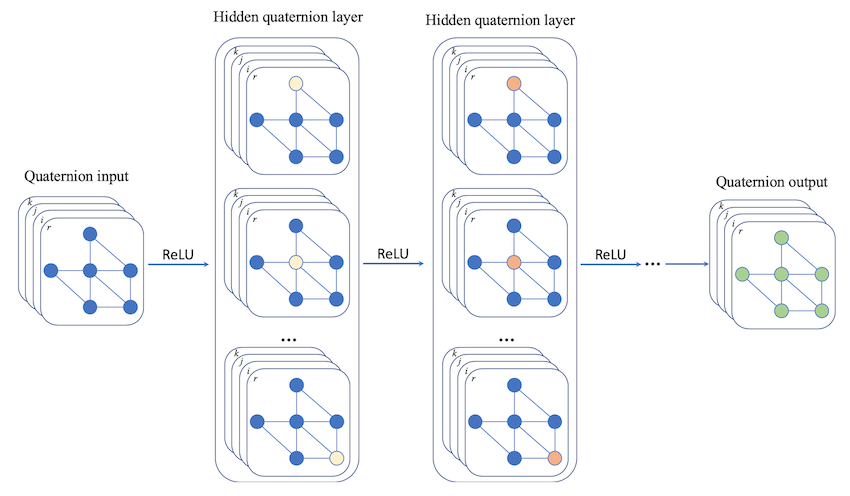 Hidden quaternion layer
Hidden quaternion layer
k
j
i
r
k
j
i
r
Quaternion input
k
j
i
r
ReLU
k
j
i
r
ReLU
k
j
i
r
ReLU
...
Quaternion output
k
j
i
r
...
...
k
j
i
r
k
j
i
r